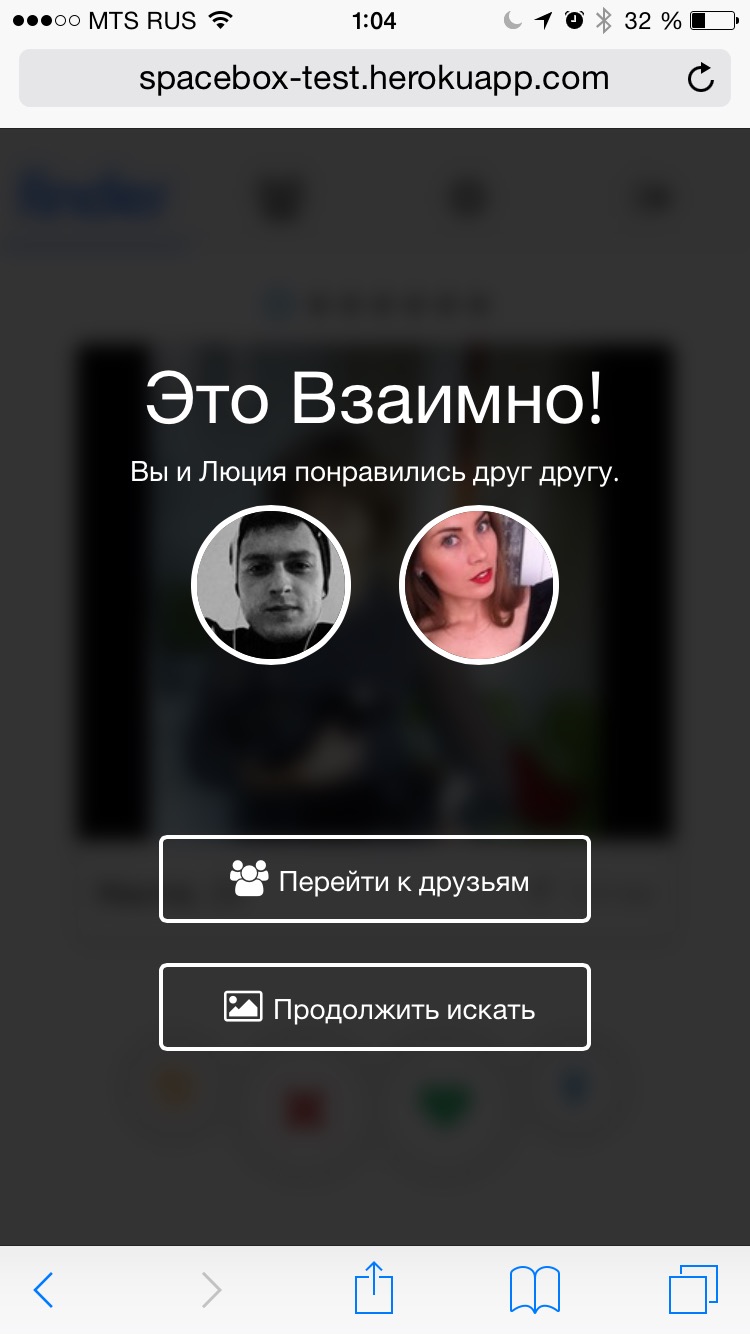 MTS RUS 1:04 32 %
spacebox-test.herokuapp.com
Это Взаимно!
Вы и Люция понравились друг другу.
Перейти к друзьям
Продолжить искать